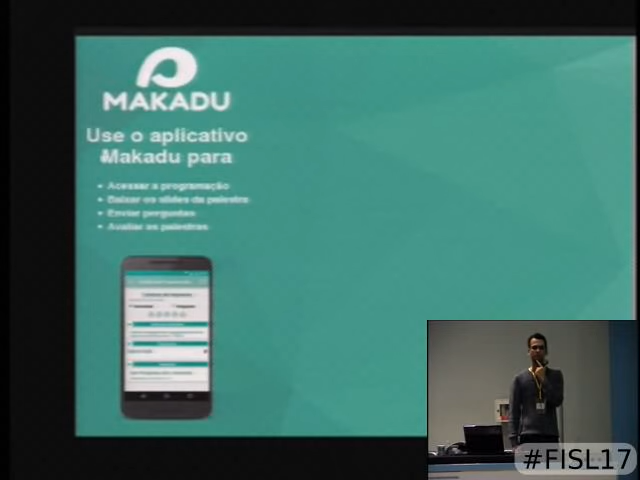 MAKADU
Use o aplicativo
Makadu para
• Acessar a programação
• Baixar os slides da palestra
• Enviar perguntas
• Avaliar as palestras
#FISL17